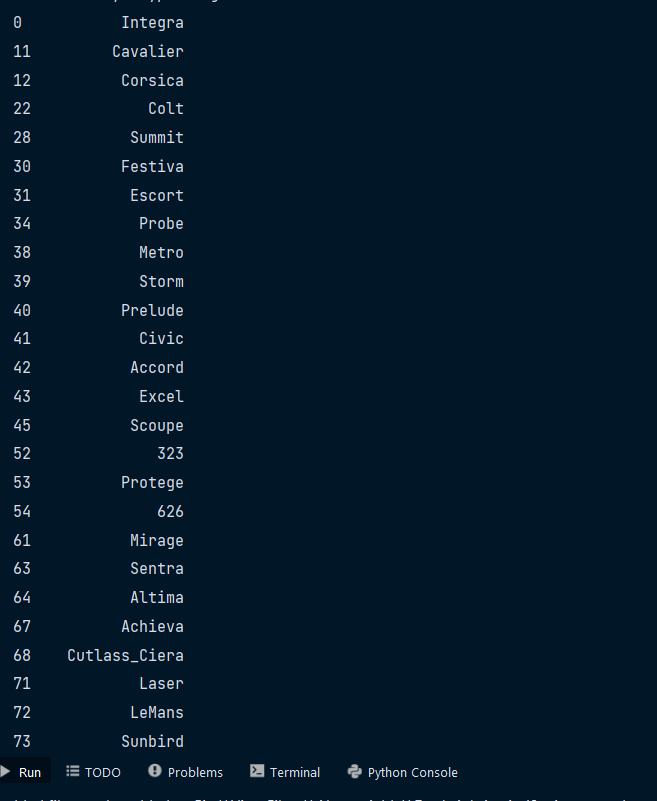 0 Integra
11 Cavalier
12 Corsica
22 Colt
28 Summit
30 Festiva
31 Escort
34 Probe
38 Metro
39 Storm
40 Prelude
41 Civic
42 Accord
43 Excel
45 Scoupe
52 323
53 Protege
54 626
61 Mirage
63 Sentra
64 Altima
67 Achieva
68 Cutlass_Ciera
71 Laser
72 LeMans
73 Sunbird
Run TODO Problems Terminal Python Console